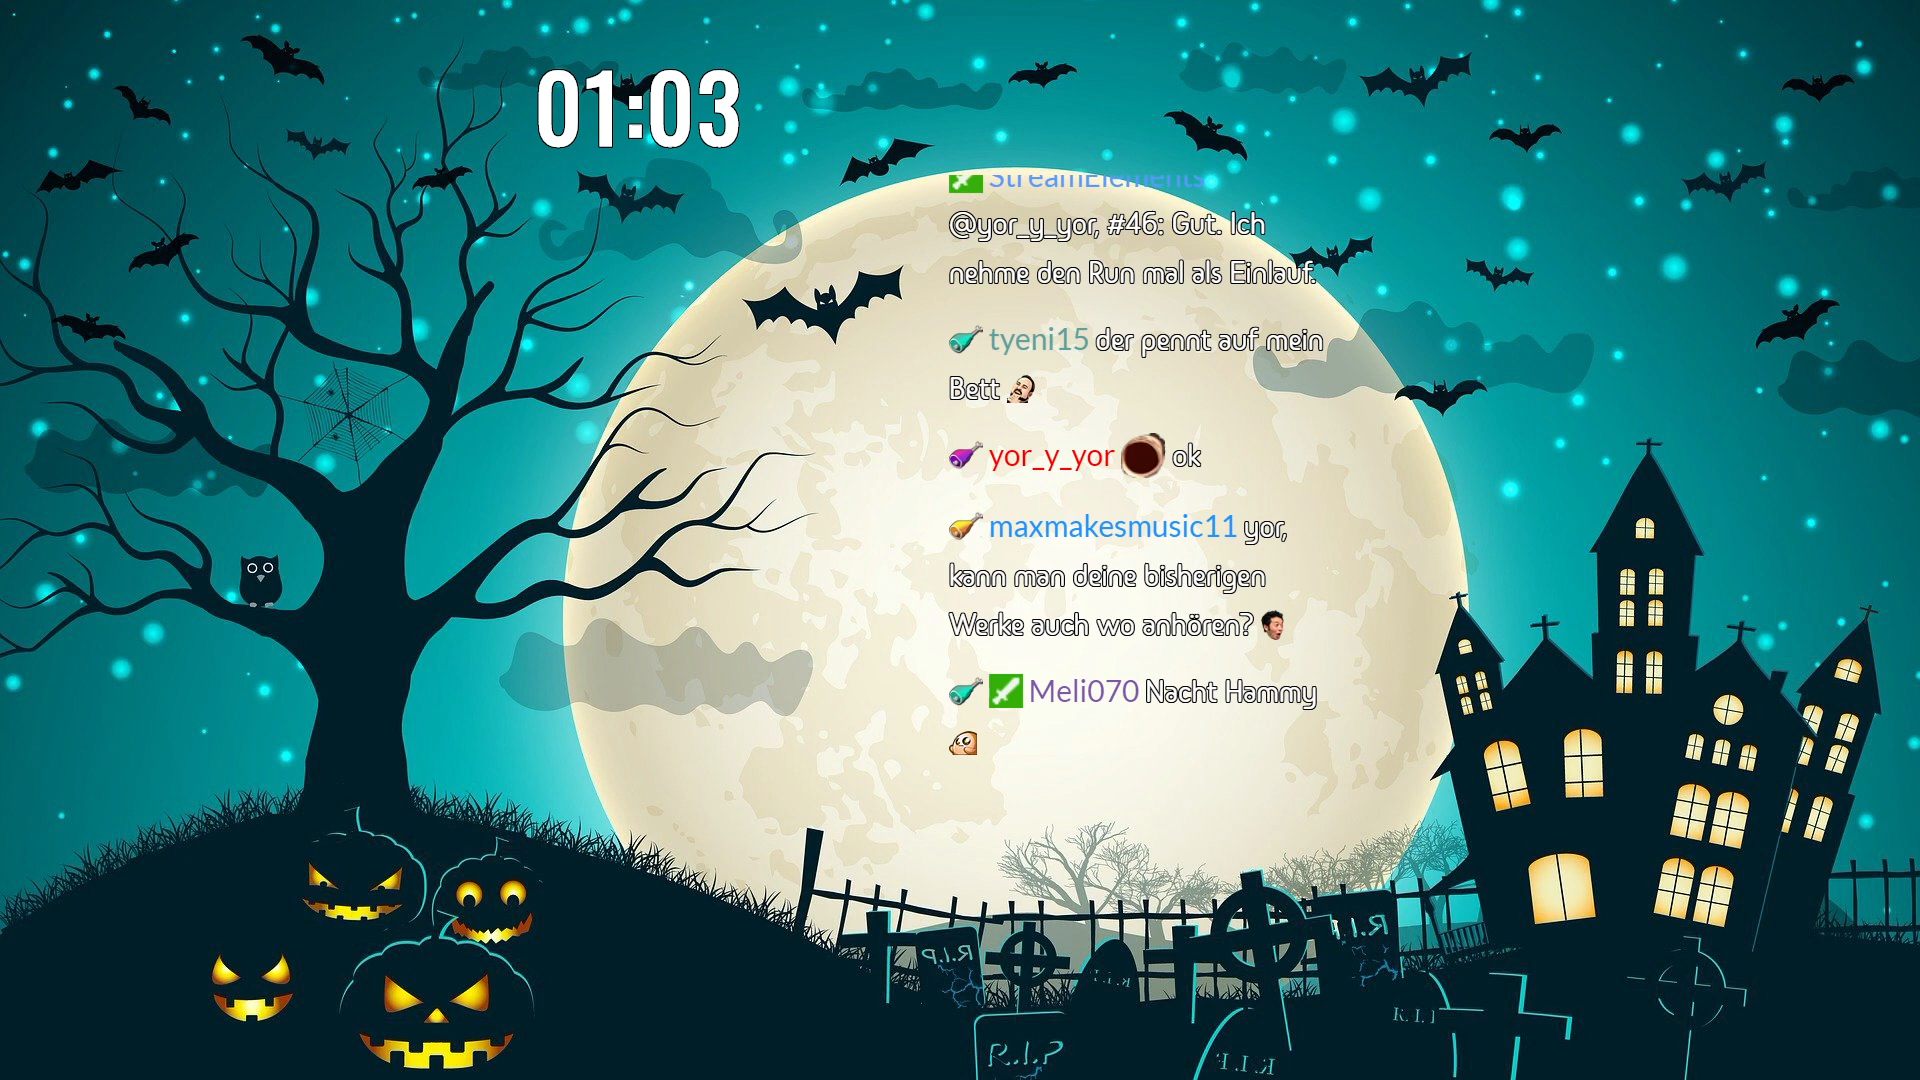 01:03
StreamElements
@yor_y_yor, #46: Gut. Ich
nehme den Run mal als Einlauf.
tyeni15 der pennt auf mein
Bett
yor_y_yor ok
maxmakesmusic11 yor,
kann man deine bisherigen
Werke auch wo anhören?
Meli070 Nacht Hammy
R.I.P
R.I.P
R.I.P
R.I.P